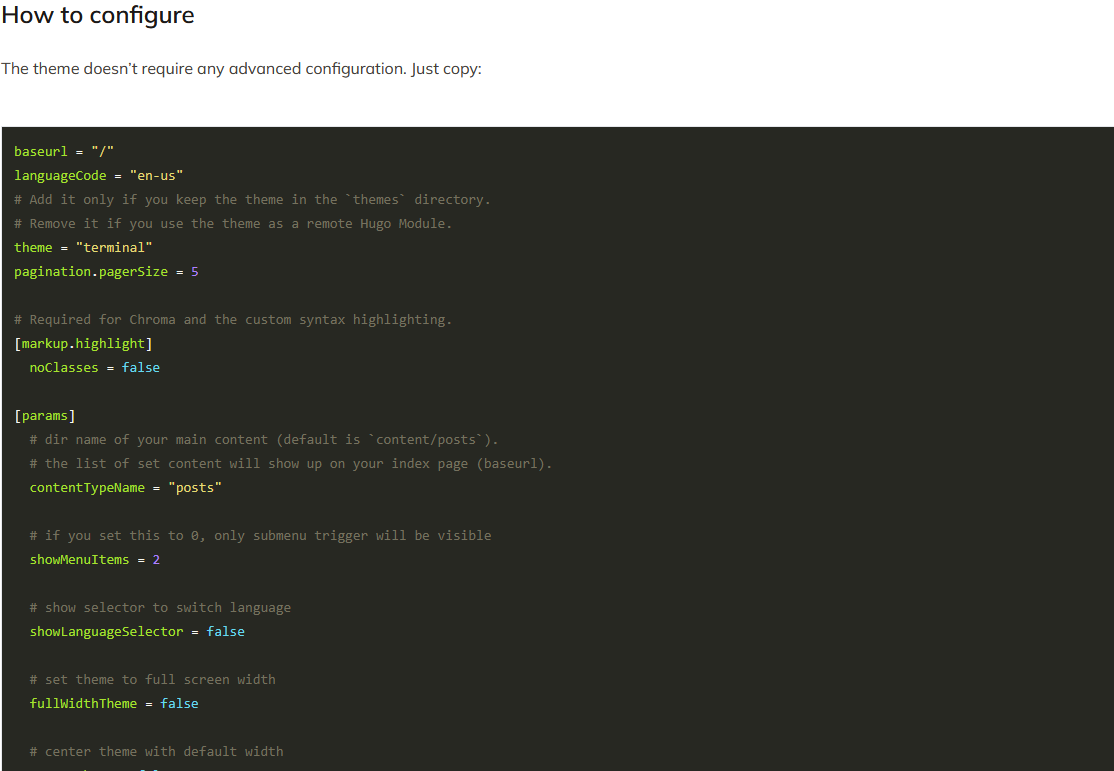 How to configure
The theme doesn't require any advanced configuration. Just copy:
baseurl = "/"
languageCode = "en-us"
# Add it only if you keep the theme in the `themes` directory.
# Remove it if you use the theme as a remote Hugo Module.
theme = "terminal"
pagination.pagerSize = 5
# Required for Chroma and the custom syntax highlighting.
[markup.highlight]
  noClasses = false
[params]
  # dir name of your main content (default is `content/posts`).
  # the list of set content will show up on your index page (baseurl).
  contentTypeName = "posts"
  # if you set this to 0, only submenu trigger will be visible
  showMenuItems = 2
  # show selector to switch language
  showLanguageSelector = false
  # set theme to full screen width
  fullWidthTheme = false
  # center theme with default width